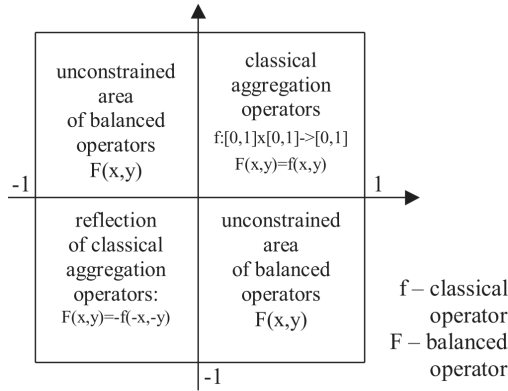 unconstrained
area
of balanced
operators
F(x,y)
classical
aggregation
operators
f:[0,1]x[0,1]->[0,1]
F(x,y)=f(x,y)
-1
1
reflection
of classical
aggregation
operators:
F(x,y)=-f(-x,-y)
unconstrained
area
of balanced
operators
F(x,y)
-1
f – classical
operator
F – balanced
operator